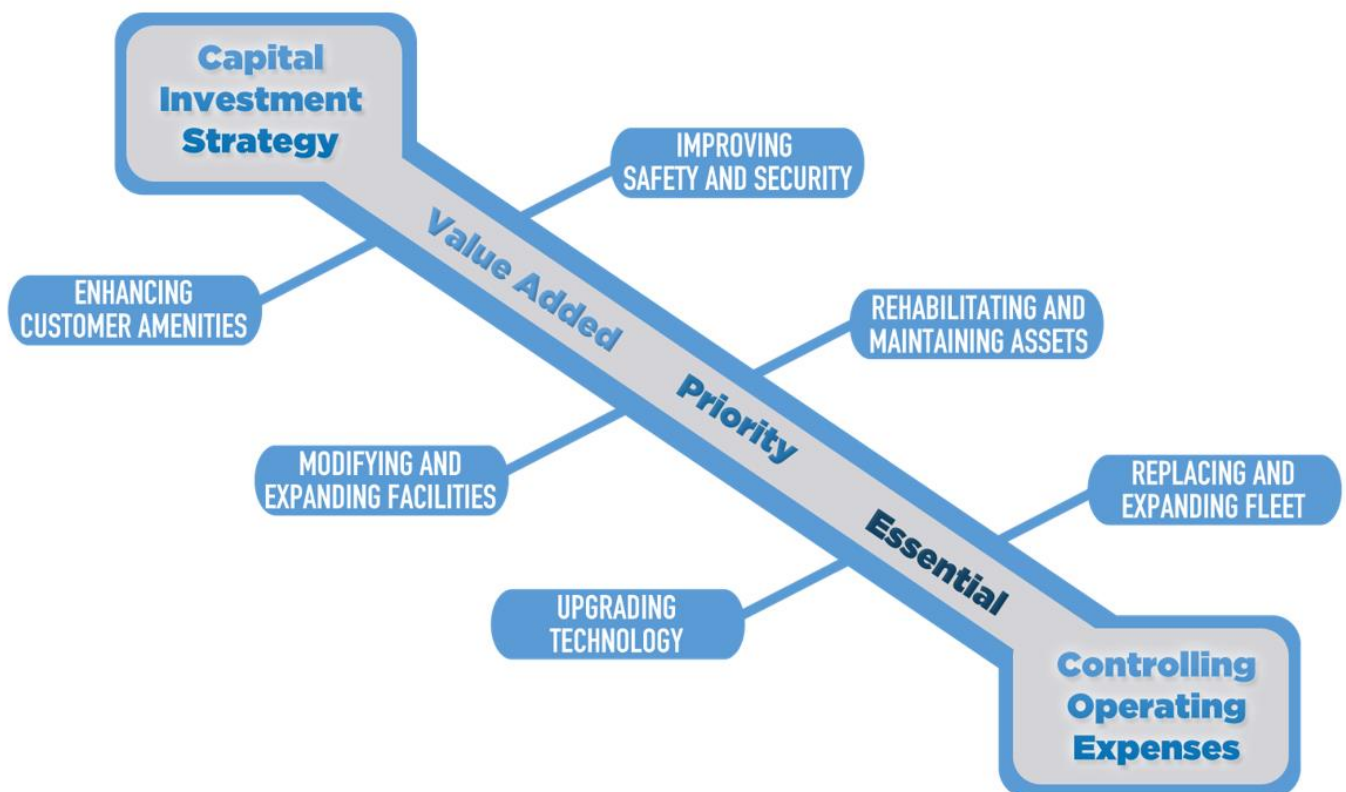 Capital
Investment
Strategy
IMPROVING
SAFETY AND SECURITY
Value Added
ENHANCING
CUSTOMER AMENITIES
REHABILITATING AND
MAINTAINING ASSETS
Priority
MODIFYING AND
EXPANDING FACILITIES
REPLACING AND
EXPANDING FLEET
Essential
UPGRADING
TECHNOLOGY
Controlling
Operating
Expenses